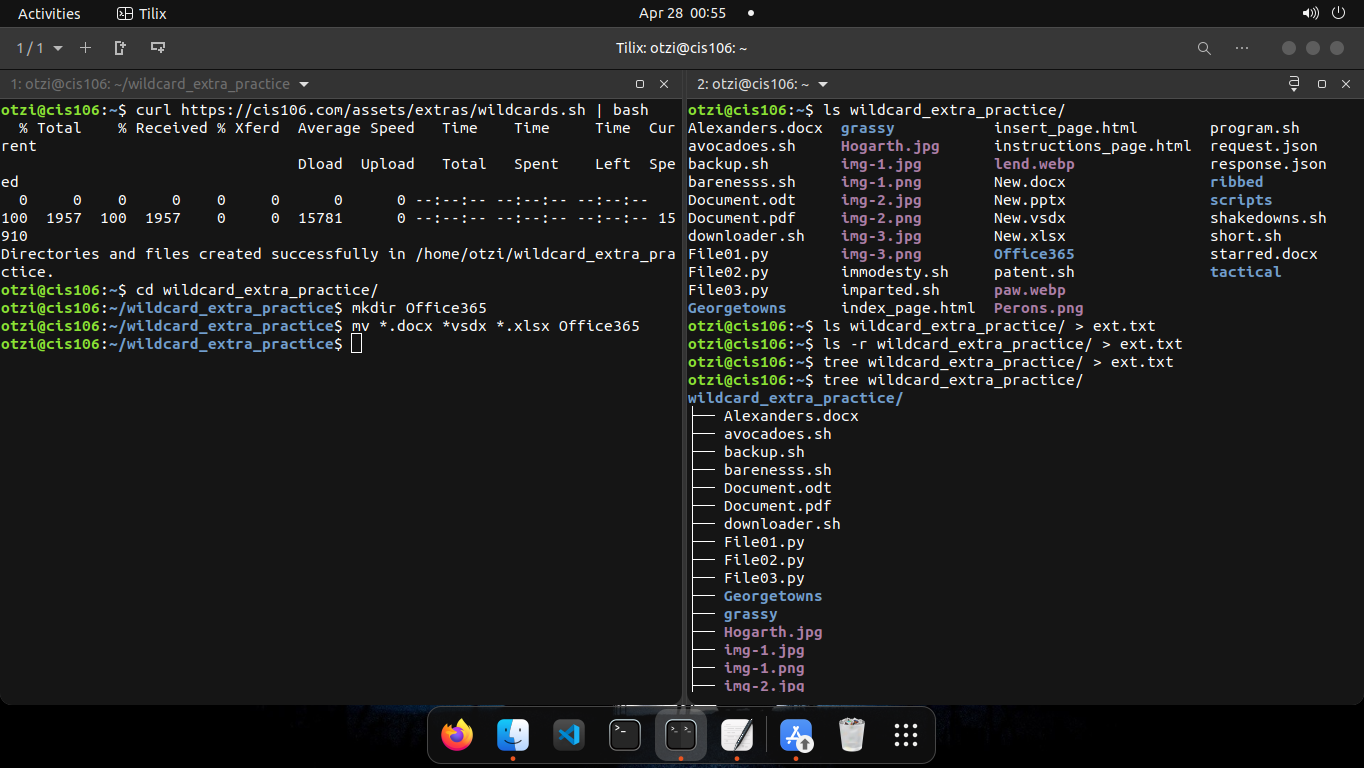 Activities Tilix Apr 28 00:55
1 / 1 Tilix: otzi@cis106: ~
1: otzi@cis106: ~/wildcard_extra_practice
otzi@cis106:~$ curl https://cis106.com/assets/extras/wildcards.sh | bash
% Total % Received % Xferd Average Speed Time Time Time Cur
rent
Dload Upload Total Spent Left Spe
ed
0 0 0 0 0 0 0 0 --:--:-- --:--:-- --:--:--
100 1957 100 1957 0 0 15781 0 --:--:-- --:--:-- --:--:-- 15
910
Directories and files created successfully in /home/otzi/wildcard_extra_pra
ctice.
otzi@cis106:~$ cd wildcard_extra_practice/
otzi@cis106:~/wildcard_extra_practice$ mkdir Office365
otzi@cis106:~/wildcard_extra_practice$ mv *.docx *vsdx *.xlsx Office365
otzi@cis106:~/wildcard_extra_practice$
2: otzi@cis106: ~
otzi@cis106:~$ ls wildcard_extra_practice/
Alexanders.docx grassy insert_page.html program.sh
avocadoes.sh Hogarth.jpg instructions_page.html request.json
backup.sh img-1.jpg lend.webp response.json
barenesss.sh img-1.png New.docx ribbed
Document.odt img-2.jpg New.pptx scripts
Document.pdf img-2.png New.vsdx shakedowns.sh
downloader.sh img-3.jpg New.xlsx short.sh
File01.py img-3.png Office365 starred.docx
File02.py immodesty.sh patent.sh tactical
File03.py imparted.sh paw.webp
Georgetowns index_page.html Perons.png
otzi@cis106:~$ ls wildcard_extra_practice/ > ext.txt
otzi@cis106:~$ ls -r wildcard_extra_practice/ > ext.txt
otzi@cis106:~$ tree wildcard_extra_practice/ > ext.txt
otzi@cis106:~$ tree wildcard_extra_practice/
wildcard_extra_practice/
├── Alexanders.docx
├── avocadoes.sh
├── backup.sh
├── barenesss.sh
├── Document.odt
├── Document.pdf
├── downloader.sh
├── File01.py
├── File02.py
├── File03.py
├── Georgetowns
├── grassy
├── Hogarth.jpg
├── img-1.jpg
├── img-1.png
├── img-2.jpg